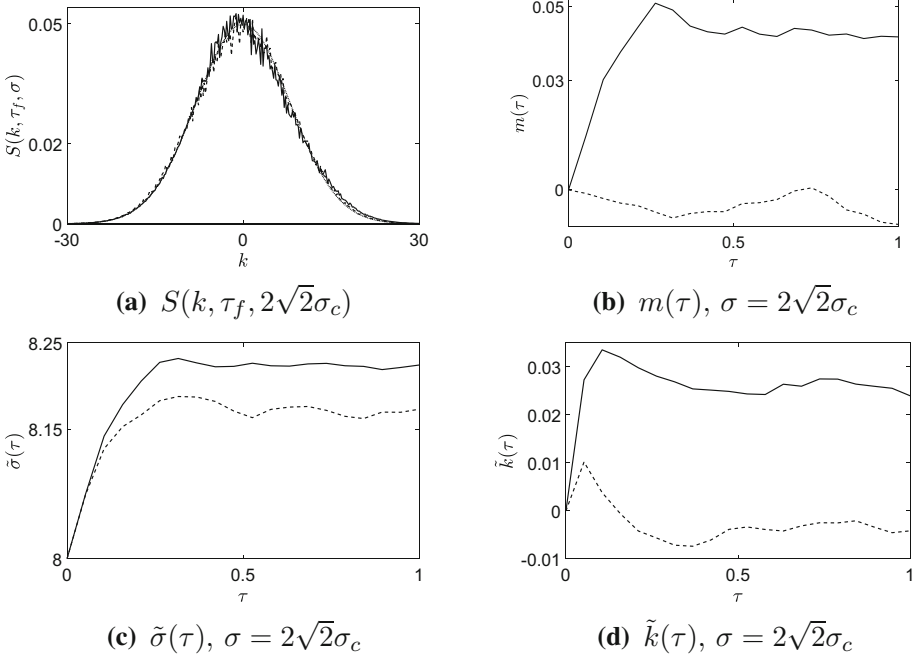 S(k, τ_f, σ)
0.05
0.02
0
-30
0
30
k
(a) S(k, τ_f, 2√2σ_c)
m(τ)
0.05
0.03
0
0
0.5
1
τ
(b) m(τ), σ = 2√2σ_c
σ̃(τ)
8.25
8.15
8
0
0.5
1
τ
(c) σ̃(τ), σ = 2√2σ_c
k̃(τ)
0.03
0.02
0.01
0
-0.01
0
0.5
1
τ
(d) k̃(τ), σ = 2√2σ_c